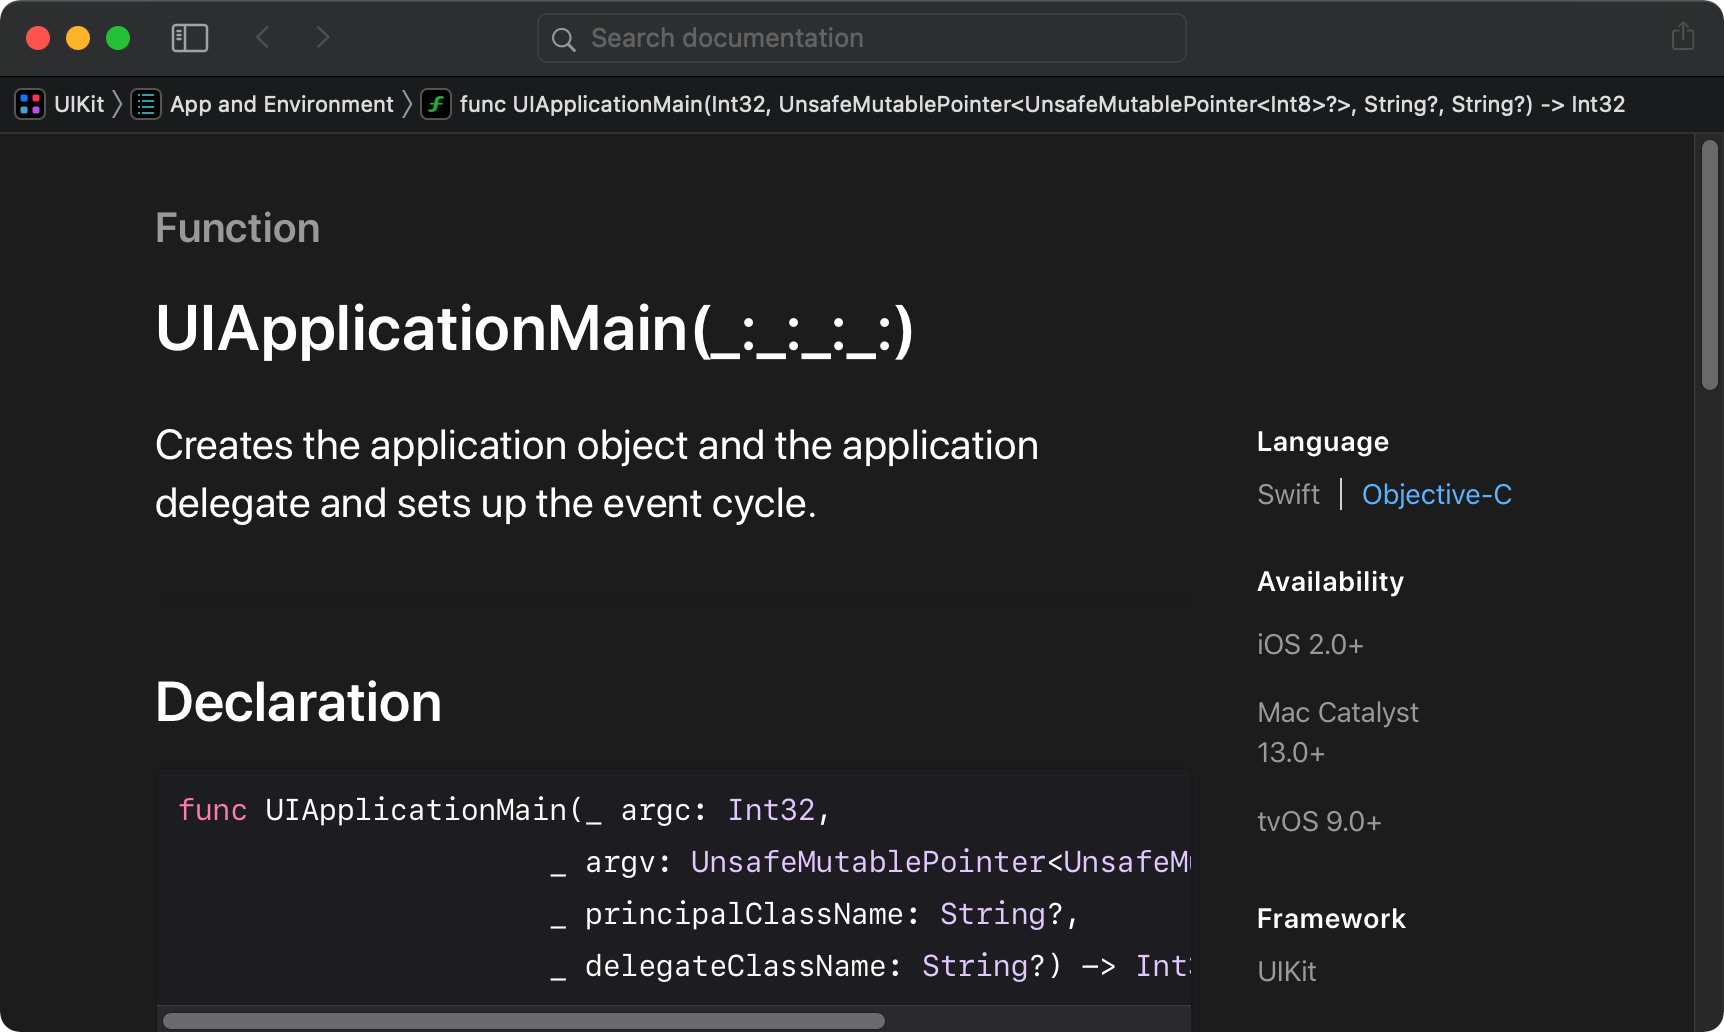 Search documentation
UIKit 〉 App and Environment 〉 func UIApplicationMain(Int32, UnsafeMutablePointer<UnsafeMutablePointer<Int8>?>, String?, String?) -> Int32
Function
UIApplicationMain(_:_:_:_:)
Creates the application object and the application
delegate and sets up the event cycle.
Language
Swift | Objective-C
Availability
iOS 2.0+
Mac Catalyst
13.0+
tvOS 9.0+
Framework
UIKit
Declaration
func UIApplicationMain(_ argc: Int32,
_ argv: UnsafeMutablePointer<UnsafeM
_ principalClassName: String?,
_ delegateClassName: String?) -> Int